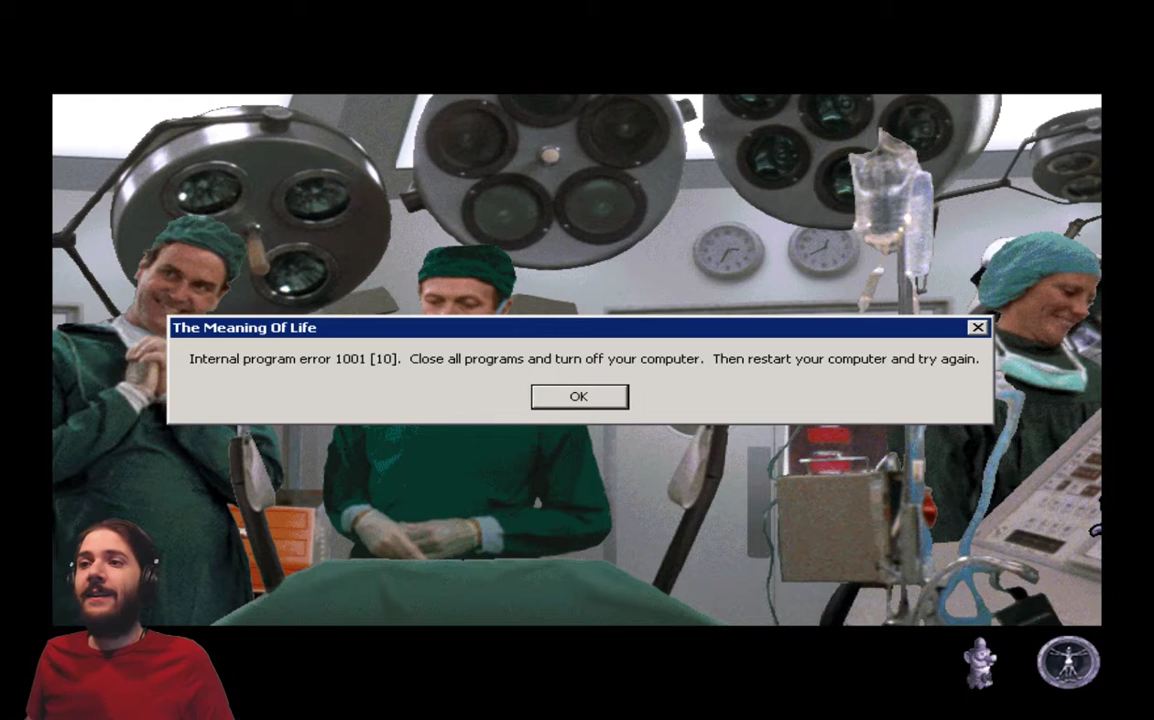 The Meaning Of Life
Internal program error 1001 [10].  Close all programs and turn off your computer.  Then restart your computer and try again.
OK